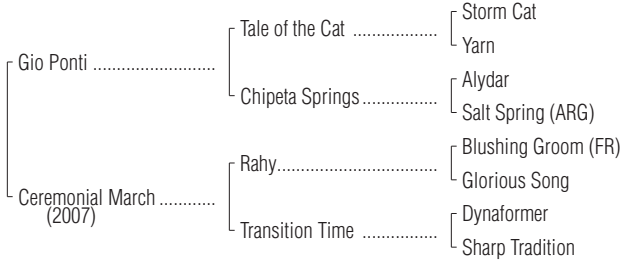 Storm Cat
Tale of the Cat ..................
Yarn
Gio Ponti ..........................
Alydar
Chipeta Springs................
Salt Spring (ARG)
Blushing Groom (FR)
Rahy..................................
Glorious Song
Ceremonial March ............
(2007)
Dynaformer
Transition Time ................
Sharp Tradition